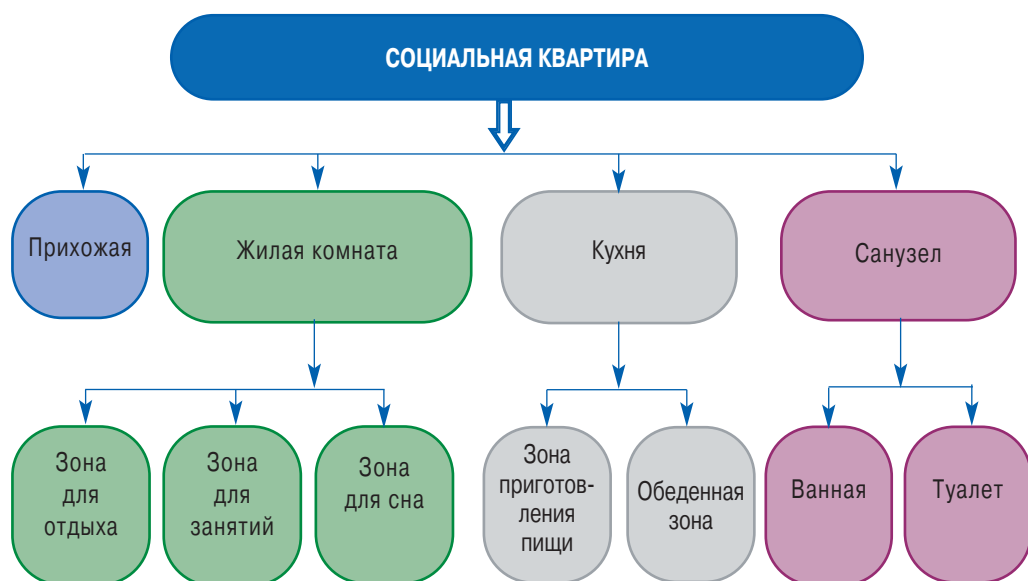 СОЦИАЛЬНАЯ КВАРТИРА
Прихожая
Жилая комната
Кухня
Санузел
Зона
для
отдыха
Зона
для
занятий
Зона
для сна
Зона
приготов-
ления
пищи
Обеденная
зона
Ванная
Туалет